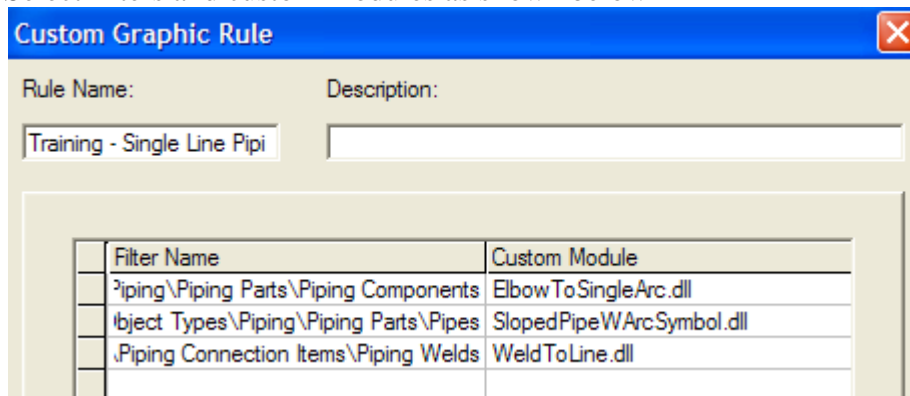 Custom Graphic Rule
Rule Name: Description:
Training - Single Line Pipi
Filter Name Custom Module
Piping\Piping Parts\Piping Components ElbowToSingleArc.dll
bject Types\Piping\Piping Parts\Pipes SlopedPipeWArcSymbol.dll
\Piping Connection Items\Piping Welds WeldToLine.dll